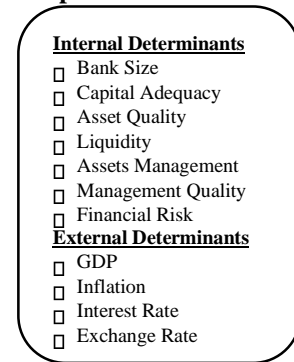 Internal Determinants
Bank Size
Capital Adequacy
Asset Quality
Liquidity
Assets Management
Management Quality
Financial Risk
External Determinants
GDP
Inflation
Interest Rate
Exchange Rate